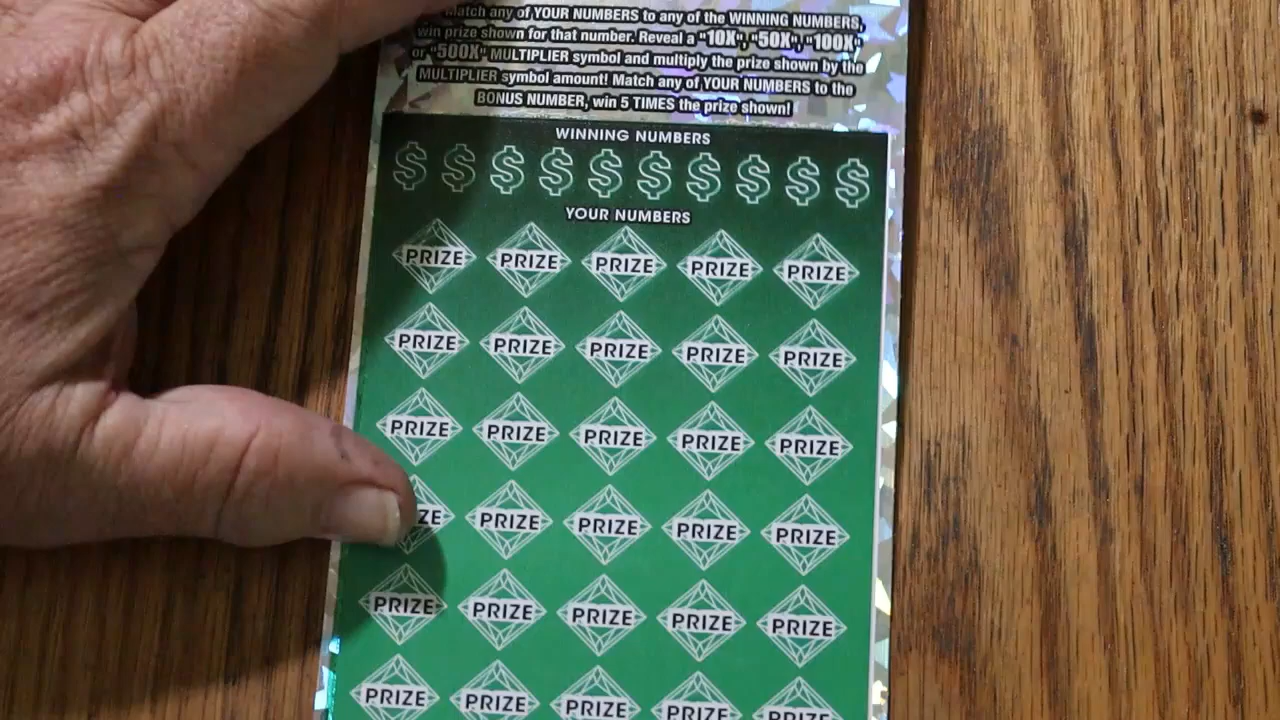 Match any of YOUR NUMBERS to any of the WINNING NUMBERS,
win prize shown for that number. Reveal a "10X", "50X", "100X"
or "500X" MULTIPLIER symbol and multiply the prize shown by the
MULTIPLIER symbol amount! Match any of YOUR NUMBERS to the
BONUS NUMBER, win 5 TIMES the prize shown!
WINNING NUMBERS
$ $ $ $ $ $ $ $ $ $
YOUR NUMBERS
PRIZE PRIZE PRIZE PRIZE PRIZE
PRIZE PRIZE PRIZE PRIZE PRIZE
PRIZE PRIZE PRIZE PRIZE PRIZE
ZE PRIZE PRIZE PRIZE PRIZE
PRIZE PRIZE PRIZE PRIZE PRIZE
PRIZE PRIZE PRIZE PRIZE PRIZE